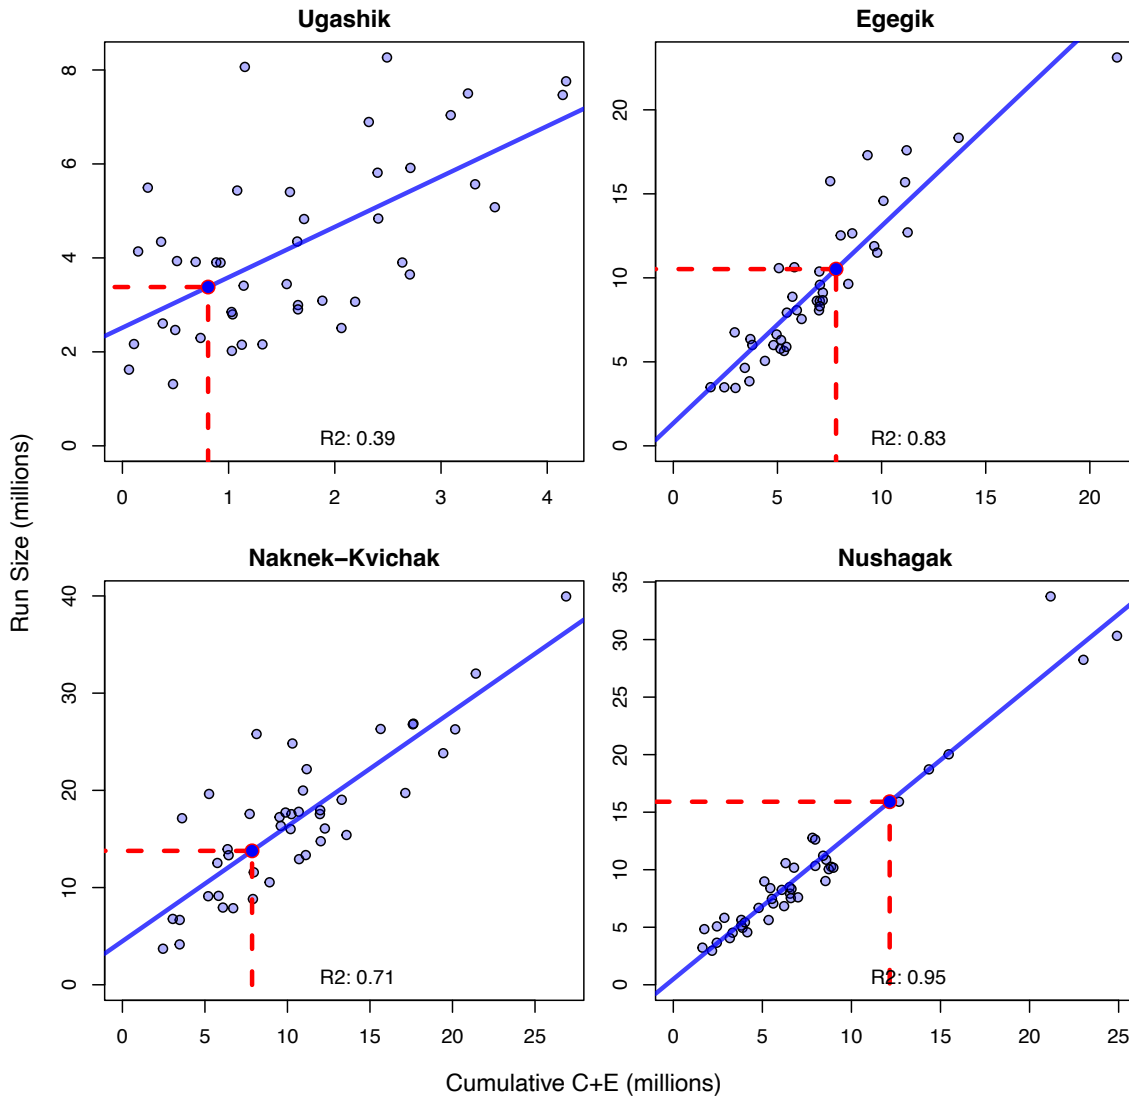 Ugashik
Egegik
8
6
4
2
0
R2: 0.39
0 1 2 3 4
20
15
10
5
0
R2: 0.83
0 5 10 15 20
Run Size (millions)
Naknek–Kvichak
Nushagak
40
30
20
10
0
R2: 0.71
0 5 10 15 20 25
35
30
25
20
15
10
5
0
R2: 0.95
0 5 10 15 20 25
Cumulative C+E (millions)